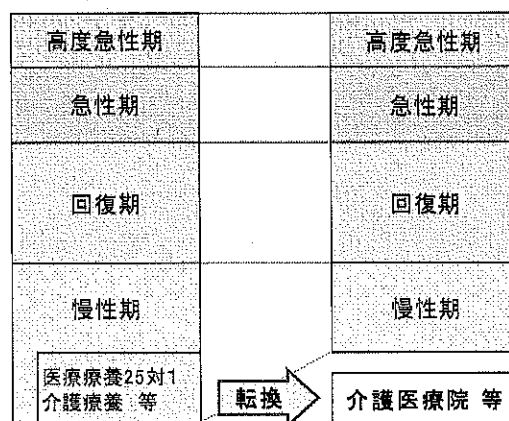 高度急性期
高度急性期
急性期
急性期
回復期
回復期
慢性期
慢性期
医療療養25対1
介護療養 等
転換
介護医療院 等